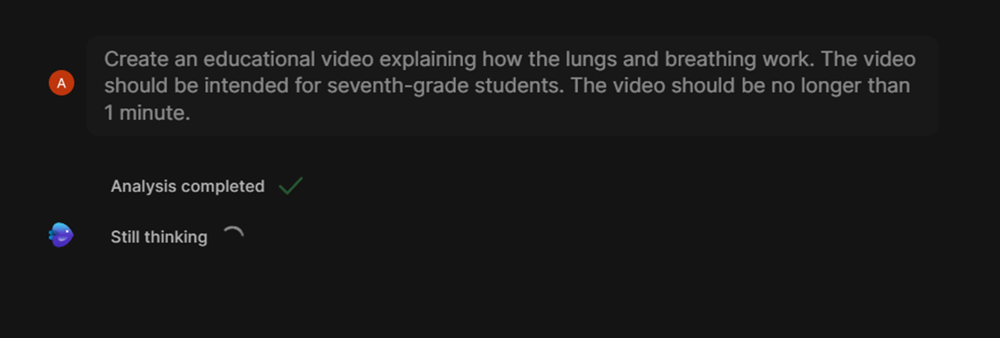 Create an educational video explaining how the lungs and breathing work. The video
A
should be intended for seventh-grade students. The video should be no longer than
1 minute.
Analysis completed
Still thinking